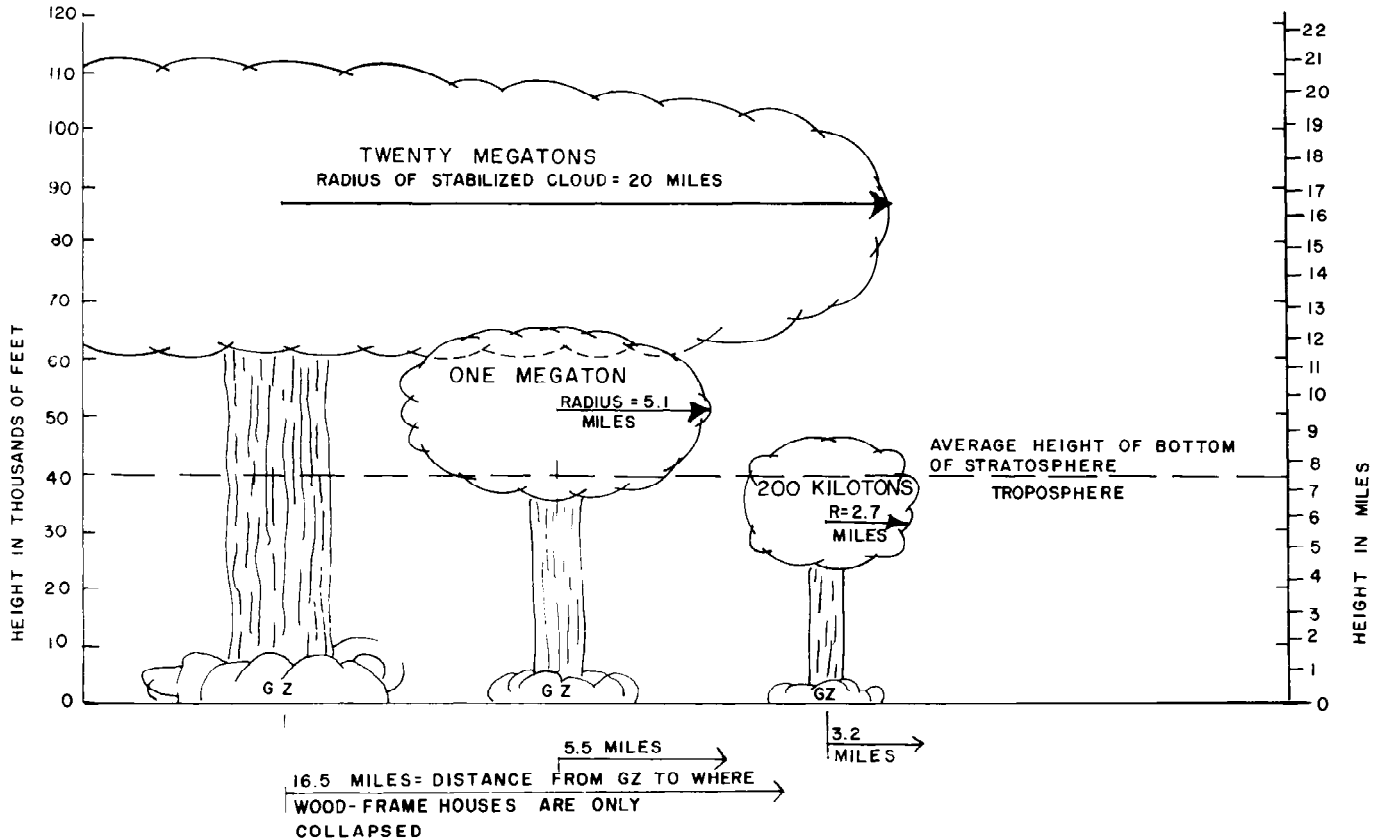 120
110
100
90
80
70
60
50
40
30
20
10
0
HEIGHT IN THOUSANDS OF FEET
TWENTY MEGATONS
RADIUS OF STABILIZED CLOUD = 20 MILES
ONE MEGATON
RADIUS = 5.1
MILES
AVERAGE HEIGHT OF BOTTOM
OF STRATOSPHERE
TROPOSPHERE
200 KILOTONS
R=2.7
MILES
GZ
GZ
GZ
22
21
20
19
18
17
16
15
14
13
12
11
10
9
8
7
6
5
4
3
2
1
0
HEIGHT IN MILES
3.2
MILES
5.5 MILES
16.5 MILES= DISTANCE FROM GZ TO WHERE
WOOD-FRAME HOUSES ARE ONLY
COLLAPSED